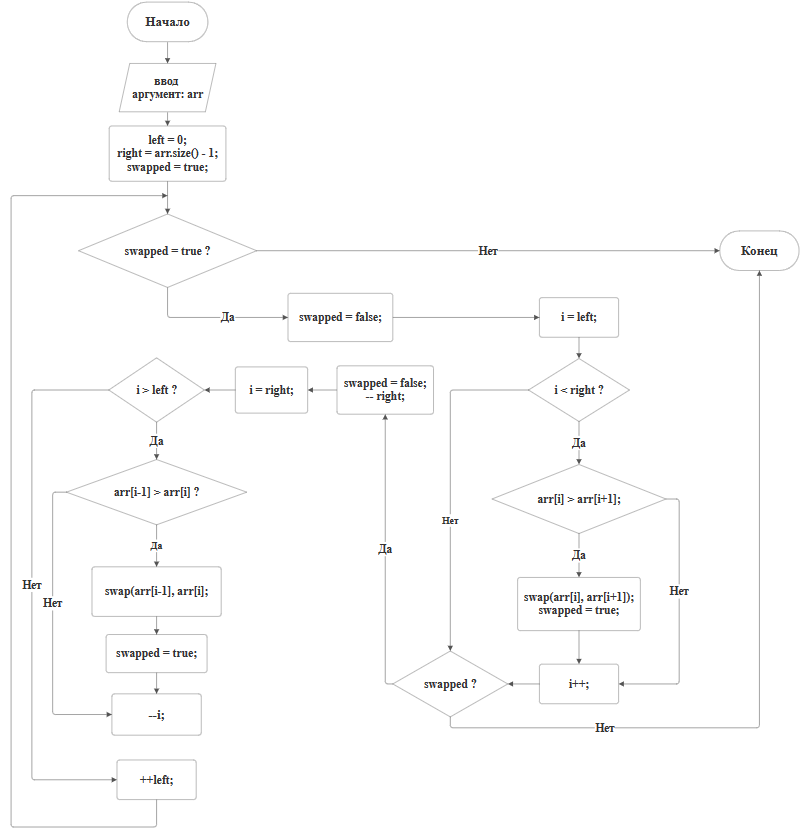 Начало
ввод
аргумент: arr
left = 0;
right = arr.size() - 1;
swapped = true;
swapped = true ?
Нет
Конец
Да
swapped = false;
i = left;
i > left ?
i = right;
swapped = false;
-- right;
i < right ?
Да
Да
arr[i-1] > arr[i] ?
arr[i] > arr[i+1];
Нет
Да
Да
Да
Нет
Нет
Нет
swap(arr[i-1], arr[i];
swap(arr[i], arr[i+1]);
swapped = true;
swapped = true;
swapped ?
i++;
--i;
Нет
++left;